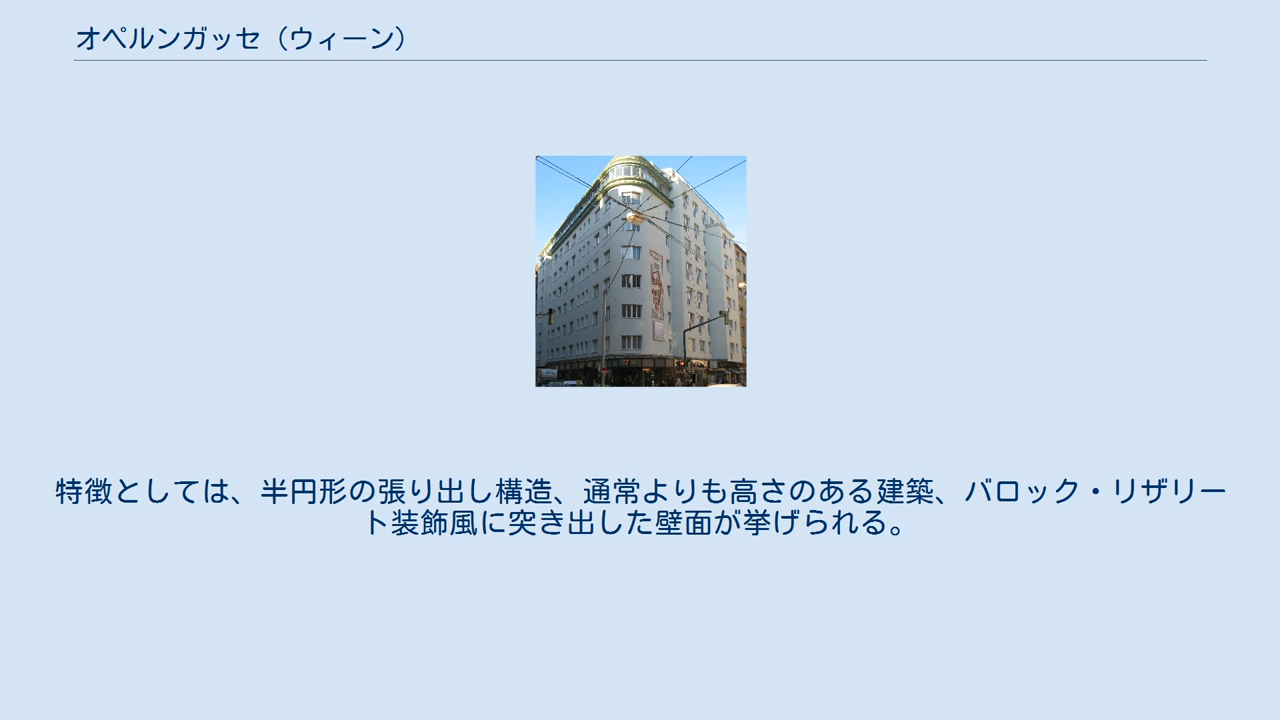 オペルンガッセ（ウィーン）
特徴としては、半円形の張り出し構造、通常よりも高さのある建築、バロック・リザリー
ト装飾風に突き出した壁面が挙げられる。